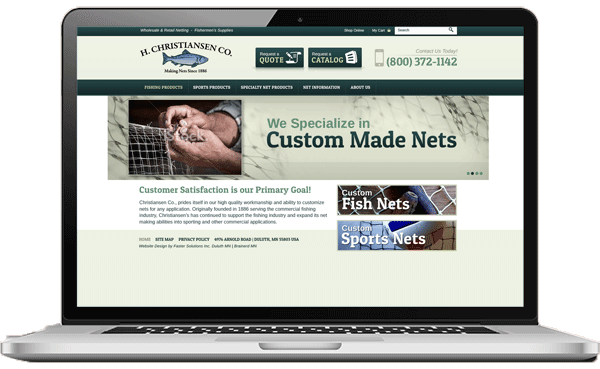 Wholesale & Retail Netting - Fishermen's Supplies
Shop Online
My Cart
Search
H. CHRISTIANSEN CO.
Making Nets Since 1886
Request a
QUOTE
Request a
CATALOG
Contact Us Today!
(800) 372-1142
FISHING PRODUCTS
SPORTS PRODUCTS
SPECIALTY NET PRODUCTS
NET INFORMATION
ABOUT US
We Specialize in
Custom Made Nets
Customer Satisfaction is our Primary Goal!
Christiansen Co., prides itself in our high quality workmanship and ability to customize
nets for any application. Originally founded in 1886 serving the commercial fishing
industry, Christiansen's has continued to support the fishing industry and expand its net
making abilities into sporting and other commercial applications.
Custom
Fish Nets
Custom
Sports Nets
HOME
SITE MAP
PRIVACY POLICY
4976 ARNOLD ROAD | DULUTH, MN 55803 USA
Website Design by Faster Solutions Inc. Duluth MN | Brainerd MN